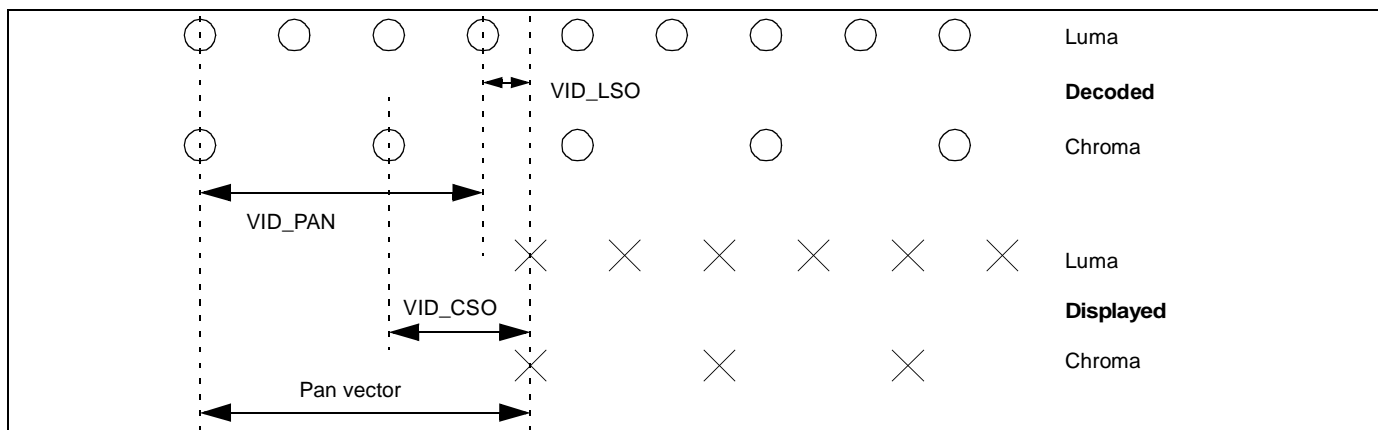 Luma
VID_LSO
Decoded
Chroma
VID_PAN
Luma
VID_CSO
Displayed
Chroma
Pan vector